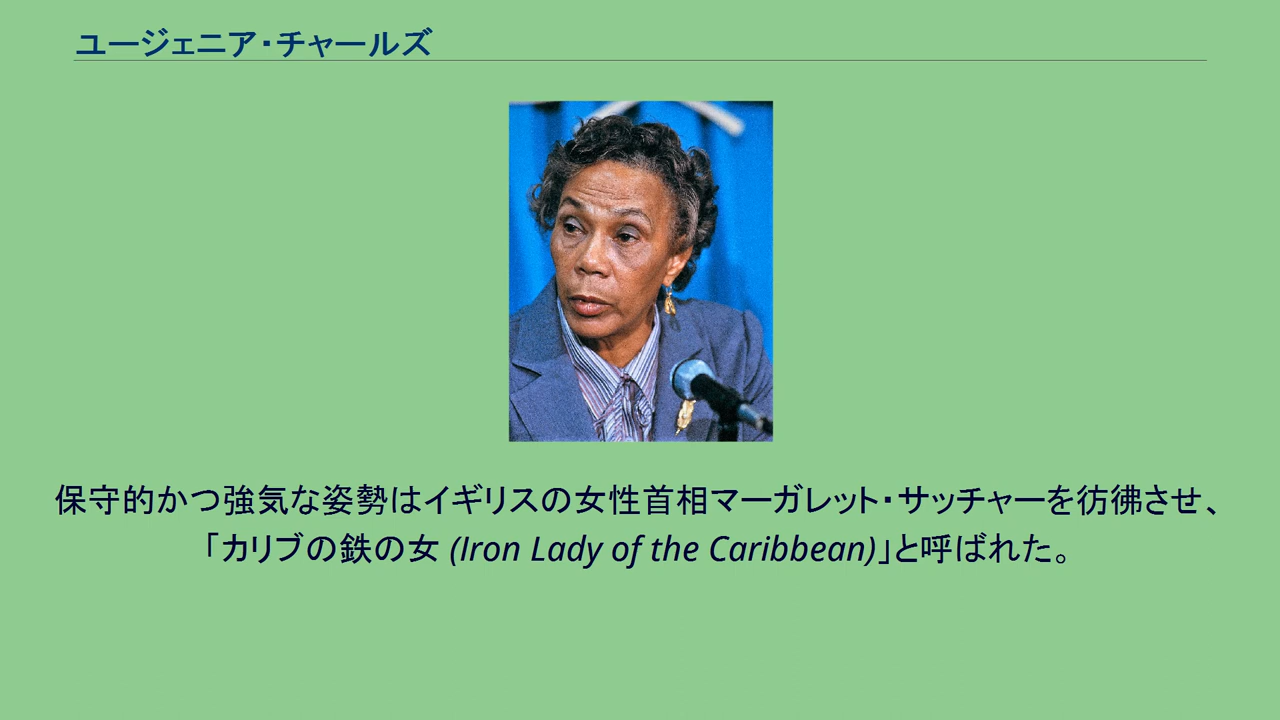 ユージェニア・チャールズ
保守的かつ強気な姿勢はイギリスの女性首相マーガレット・サッチャーを彷彿させ、
「カリブの鉄の女 (Iron Lady of the Caribbean)」と呼ばれた。